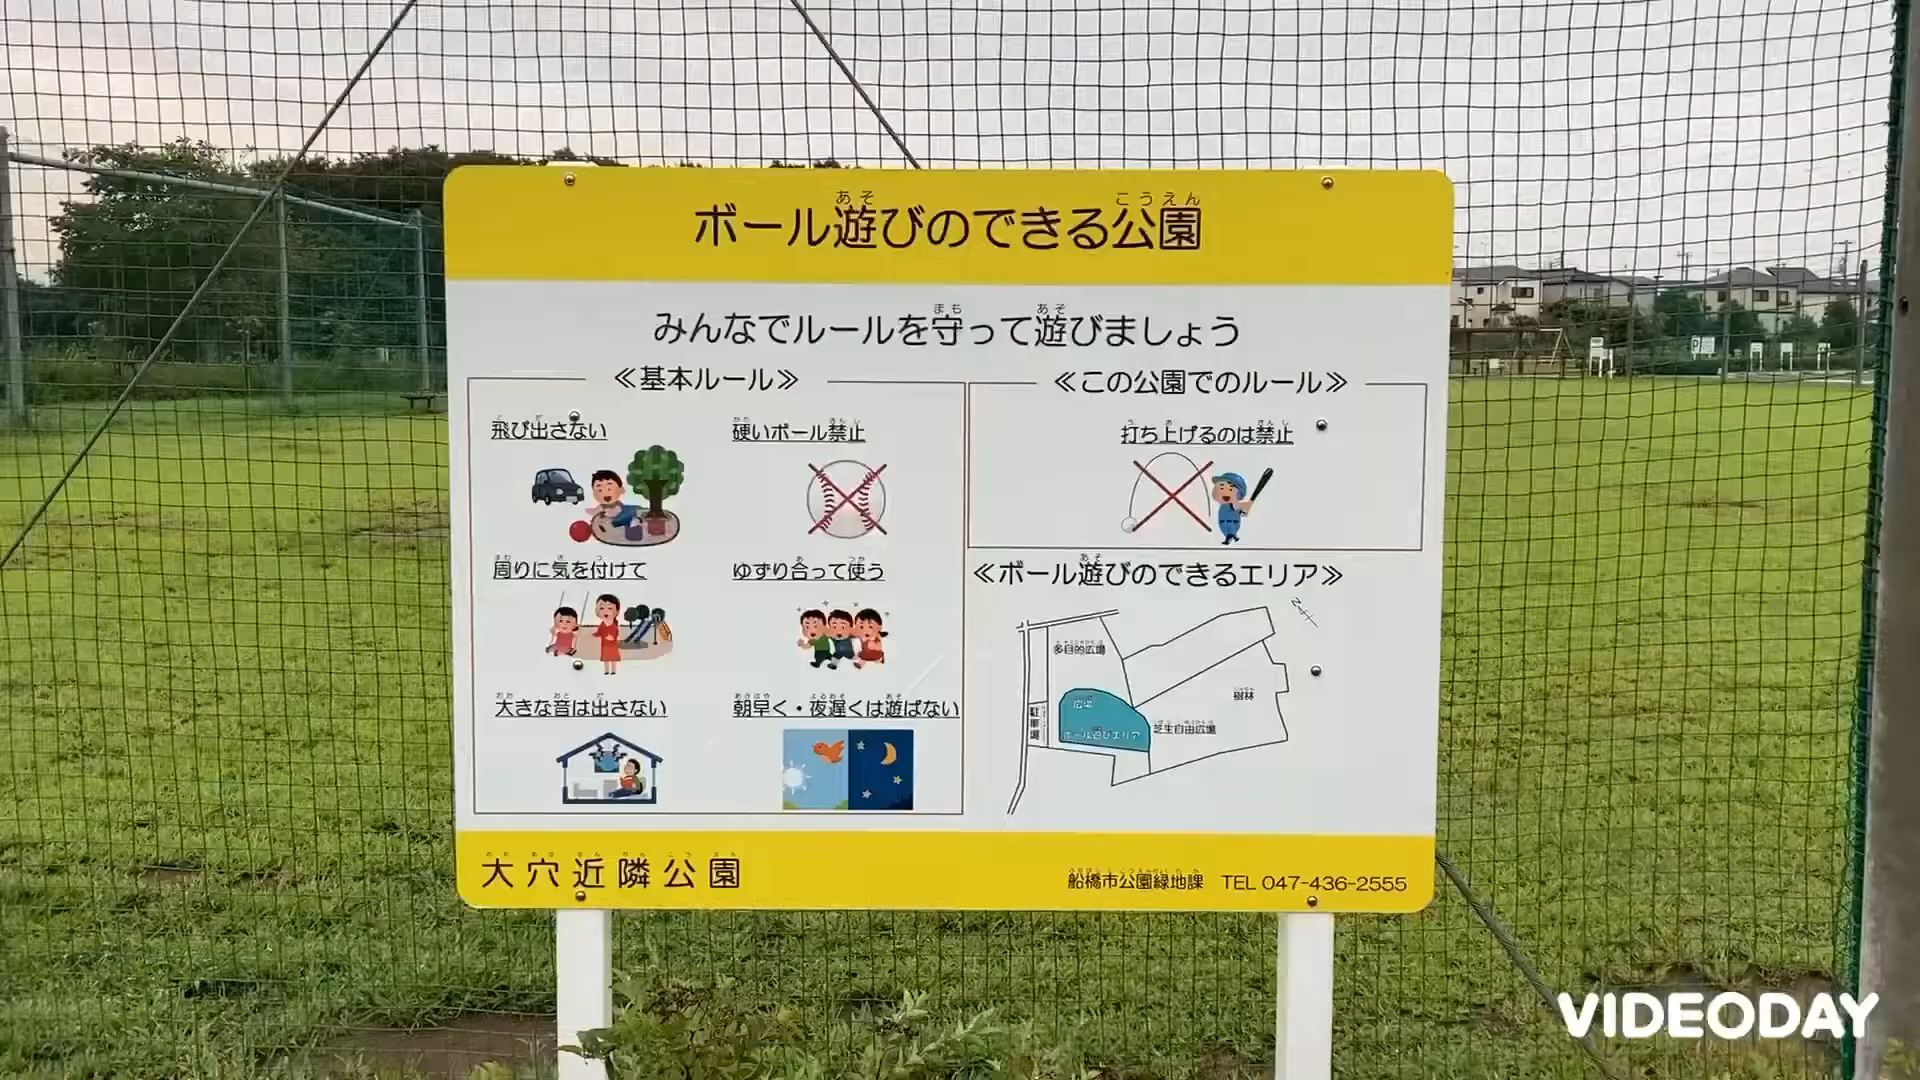 ボール遊びのできる公園
みんなでルールを守って遊びましょう
≪基本ルール≫
飛び出さない
硬いボール禁止
周りに気を付けて
ゆずり合って使う
大きな音は出さない
朝早く・夜遅くは遊ばない
≪この公園でのルール≫
打ち上げるのは禁止
≪ボール遊びのできるエリア≫
多目的広場
樹林
広場
ボール遊びエリア
芝生自由広場
駐車場
大穴近隣公園
船橋市公園緑地課 TEL 047-436-2555
VIDEODAY